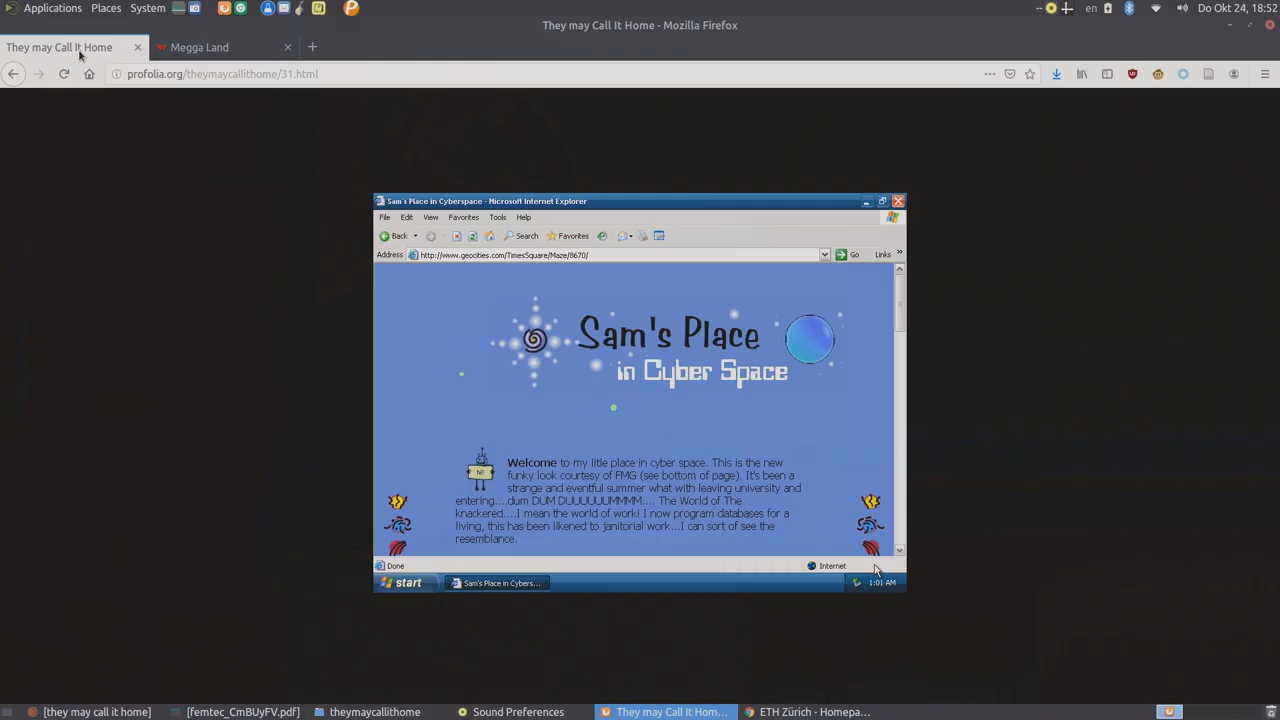 Applications Places System
en Do Okt 24, 18:52
They may Call It Home - Mozilla Firefox
They may Call It Home
Megga Land
profolia.org/theymaycallithome/31.html
Sam's Place in Cyberspace - Microsoft Internet Explorer
File Edit View Favorites Tools Help
Back Search Favorites
Address http://www.geocities.com/TimesSquare/Maze/8670/ Go Links »
Sam's Place
in Cyber Space
hi!
Welcome to my litle place in cyber space. This is the new
funky look courtesy of FMG (see bottom of page). It's been a
strange and eventful summer what with leaving university and
entering....dum DUM DUUUUUUMMMM.... The World of The
knackered....I mean the world of work! I now program databases for a
living, this has been likened to janitorial work...I can sort of see the
resemblance.
Done Internet
start Sam's Place in Cybers... 1:01 AM
[they may call it home] [femtec_CmBUyFV.pdf] theymaycallithome Sound Preferences They may Call It Hom... ETH Zürich - Homepa...